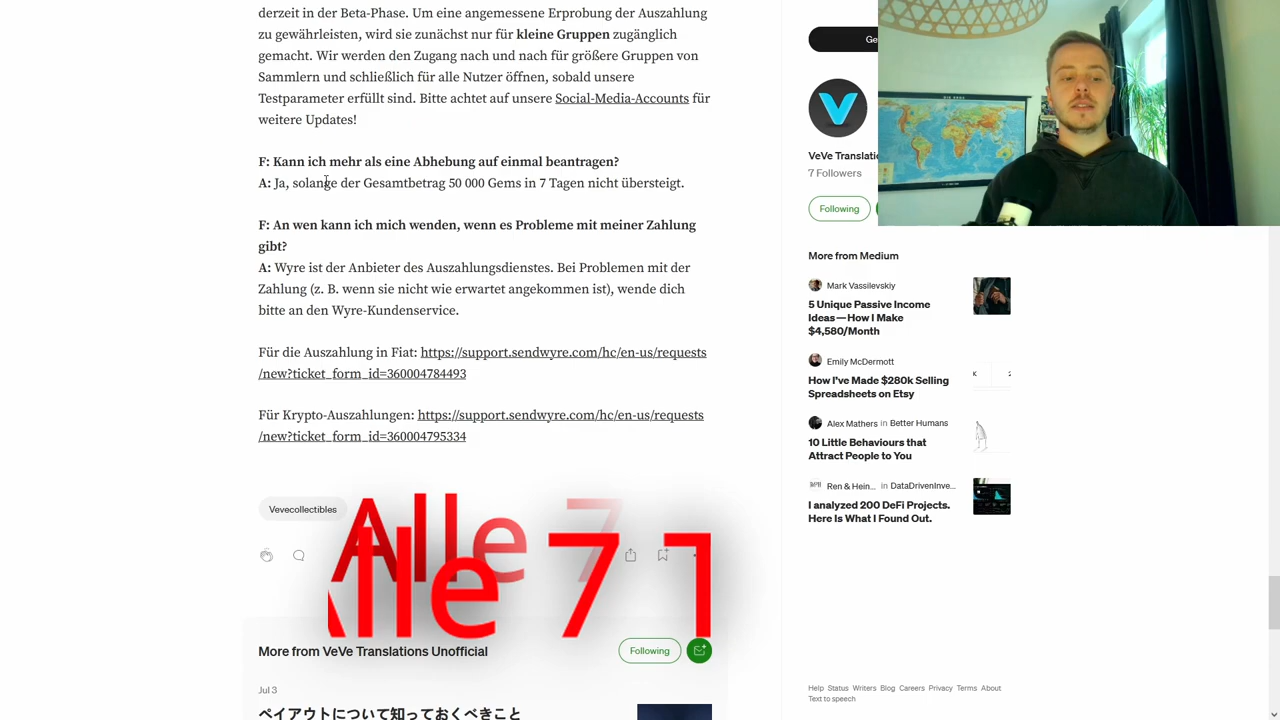 derzeit in der Beta-Phase. Um eine angemessene Erprobung der Auszahlung
zu gewährleisten, wird sie zunächst nur für kleine Gruppen zugänglich
gemacht. Wir werden den Zugang nach und nach für größere Gruppen von
Sammlern und schließlich für alle Nutzer öffnen, sobald unsere
Testparameter erfüllt sind. Bitte achtet auf unsere Social-Media-Accounts für
weitere Updates!
F: Kann ich mehr als eine Abhebung auf einmal beantragen?
A: Ja, solange der Gesamtbetrag 50 000 Gems in 7 Tagen nicht übersteigt.
F: An wen kann ich mich wenden, wenn es Probleme mit meiner Zahlung
gibt?
A: Wyre ist der Anbieter des Auszahlungsdienstes. Bei Problemen mit der
Zahlung (z. B. wenn sie nicht wie erwartet angekommen ist), wende dich
bitte an den Wyre-Kundenservice.
Für die Auszahlung in Fiat: https://support.sendwyre.com/hc/en-us/requests
/new?ticket_form_id=360004784493
Für Krypto-Auszahlungen: https://support.sendwyre.com/hc/en-us/requests
/new?ticket_form_id=360004795334
Vevecollectibles
Alle 7
lle 7 T
More from VeVe Translations Unofficial
Following
Jul 3
ペイアウトについて知っておくべきこと
Ge
VeVe Translati
7 Followers
Following
More from Medium
Mark Vassilevskiy
5 Unique Passive Income
Ideas — How I Make
$4,580/Month
Emily McDermott
How I've Made $280k Selling
Spreadsheets on Etsy
Alex Mathers in Better Humans
10 Little Behaviours that
Attract People to You
Ren & Hein... in DataDrivenInve...
I analyzed 200 DeFi Projects.
Here Is What I Found Out.
Help Status Writers Blog Careers Privacy Terms About
Text to speech